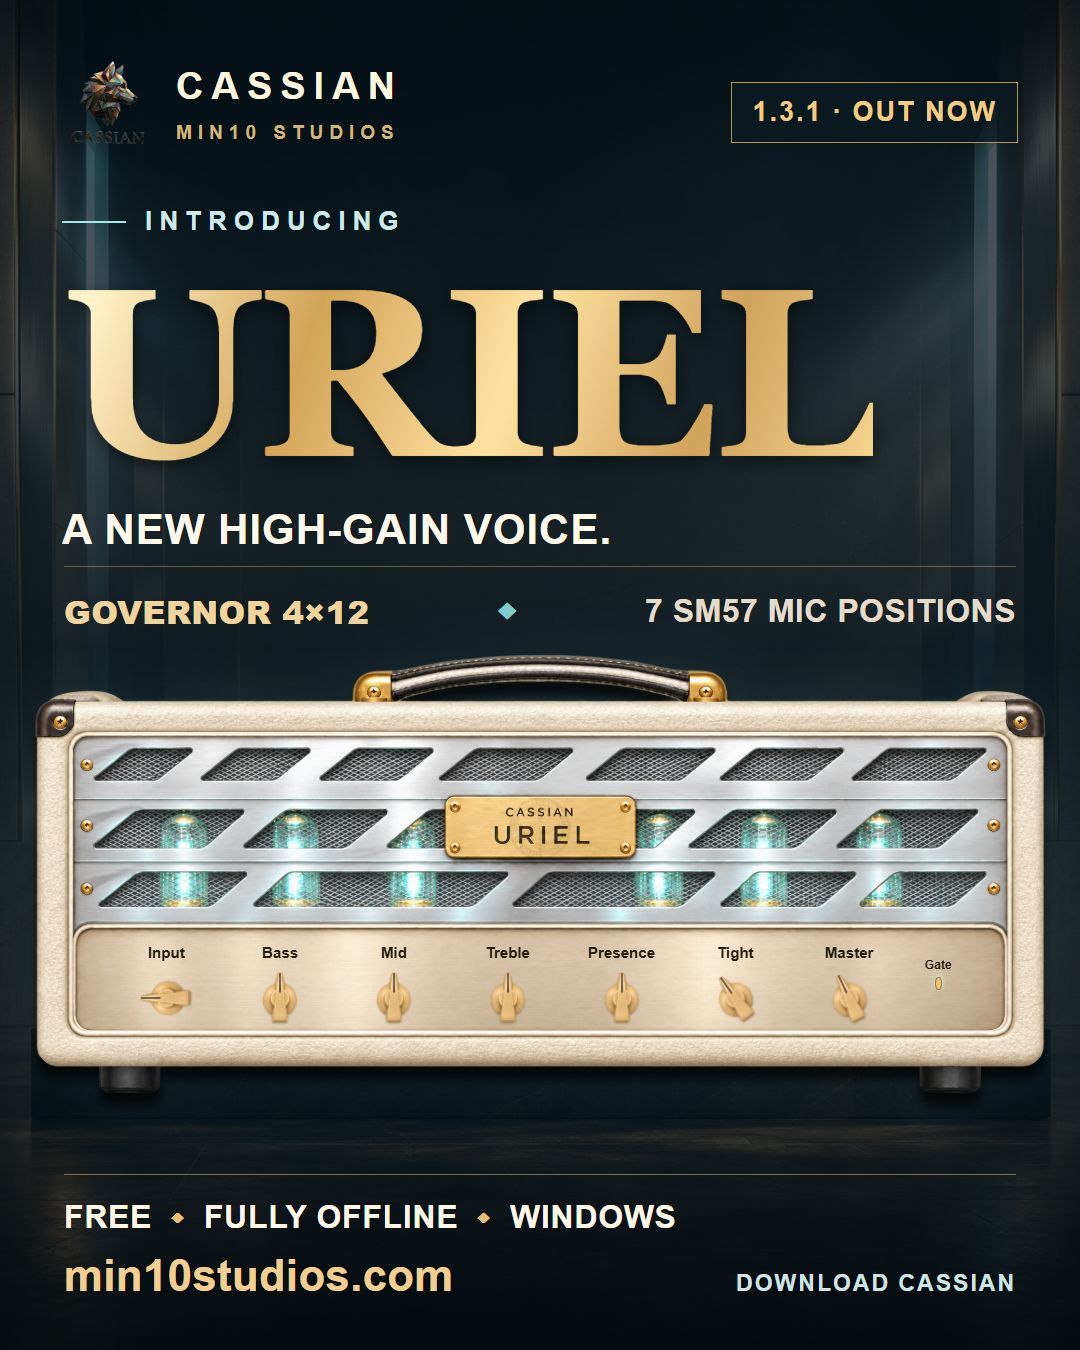 CASSIAN
CASSIAN
MIN10 STUDIOS
1.3.1 · OUT NOW
INTRODUCING
URIEL
A NEW HIGH-GAIN VOICE.
GOVERNOR 4×12 ◆ 7 SM57 MIC POSITIONS
CASSIAN
URIEL
Input Bass Mid Treble Presence Tight Master Gate
FREE ◆ FULLY OFFLINE ◆ WINDOWS
min10studios.com
DOWNLOAD CASSIAN